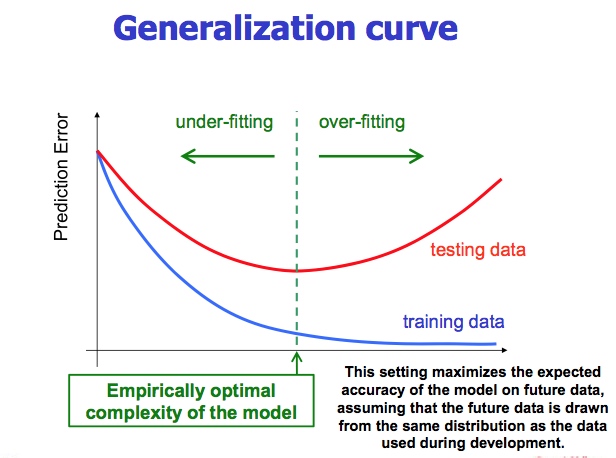 Generalization curve
Prediction Error
under-fitting
over-fitting
testing data
training data
Empirically optimal
complexity of the model
This setting maximizes the expected
accuracy of the model on future data,
assuming that the future data is drawn
from the same distribution as the data
used during development.